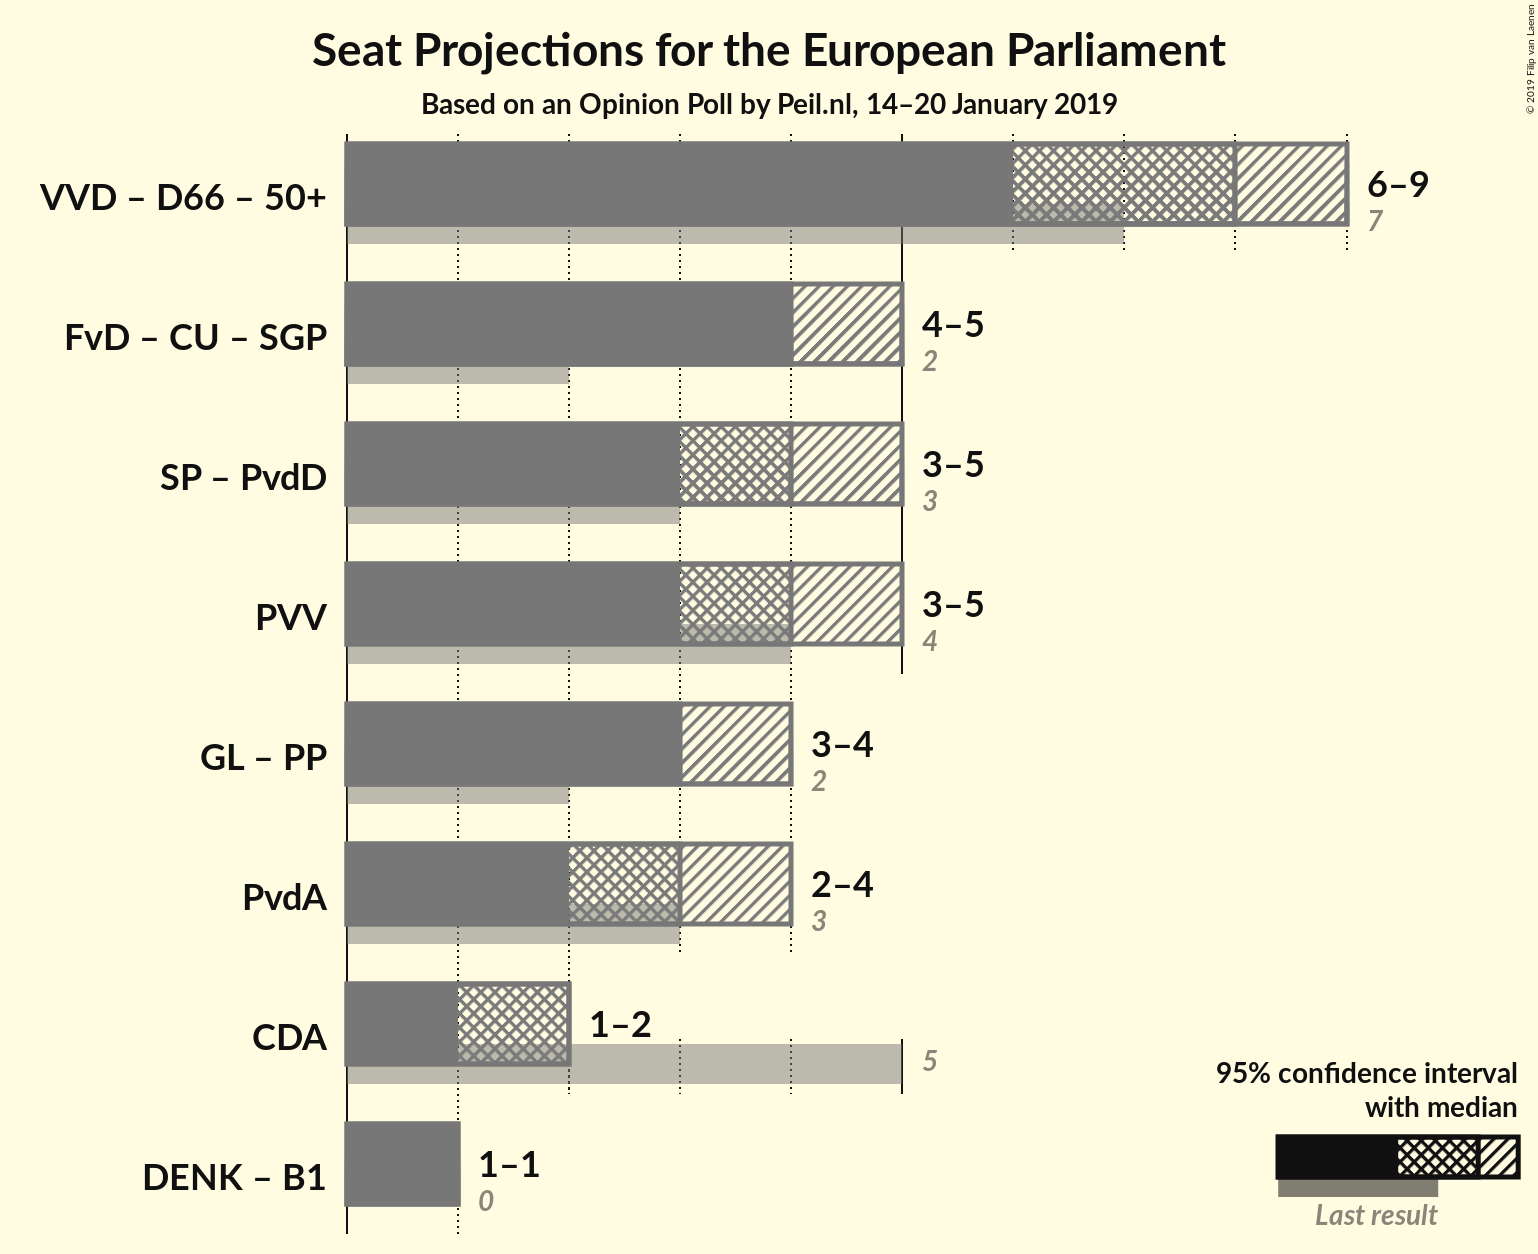 Seat Projections for the European Parliament
Based on an Opinion Poll by Peil.nl, 14–20 January 2019
© 2019 Filip van Laenen
VVD – D66 – 50+
6–9
7
FvD – CU – SGP
4–5
2
SP – PvdD
3–5
3
PVV
3–5
4
GL – PP
3–4
2
PvdA
2–4
3
CDA
1–2
5
DENK – B1
1–1
0
95% confidence interval
with median
Last result